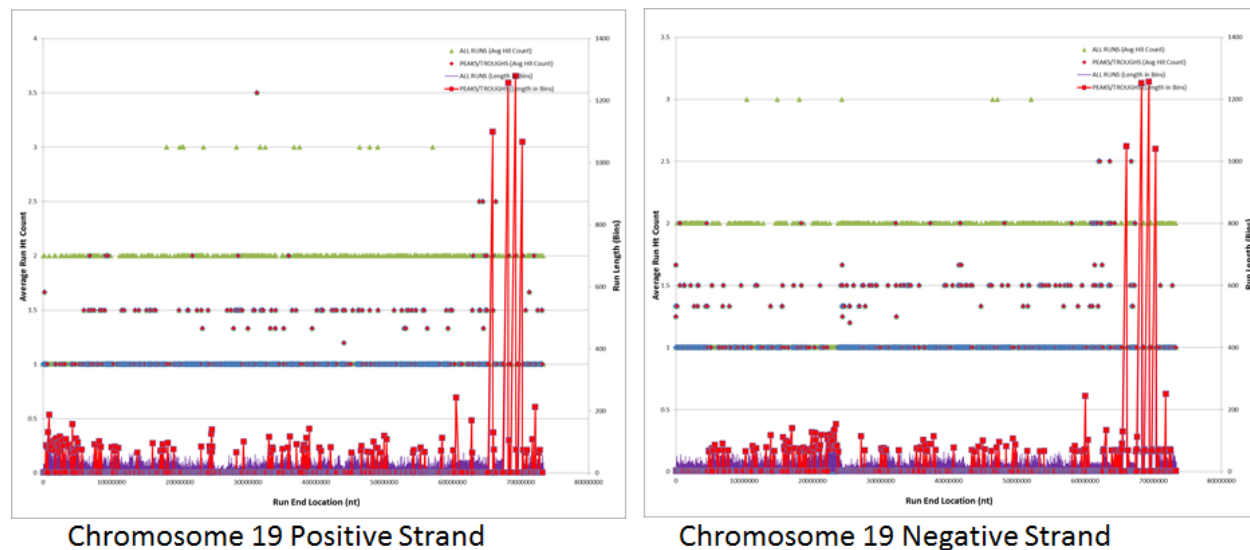 4
3.5
3
2.5
2
1.5
1
0.5
0
Average Run Ht Count
1400
1200
1000
800
600
400
200
0
Run Length (Bins)
ALL RUNS (Avg Hit Count)
PEAKS/TROUGHS (Avg Hit Count)
ALL RUNS (Length in Bins)
PEAKS/TROUGHS (Length in Bins)
0 10000000 20000000 30000000 40000000 50000000 60000000 70000000 80000000
Run End Location (nt)
Chromosome 19 Positive Strand
3.5
3
2.5
2
1.5
1
0.5
0
Average Run Ht Count
1400
1200
1000
800
600
400
200
0
Run Length (Bins)
ALL RUNS (Avg Hit Count)
PEAKS/TROUGHS (Avg Hit Count)
ALL RUNS (Length in Bins)
PEAKS/TROUGHS (Length in Bins)
0 10000000 20000000 30000000 40000000 50000000 60000000 70000000 80000000
Run End Location (nt)
Chromosome 19 Negative Strand